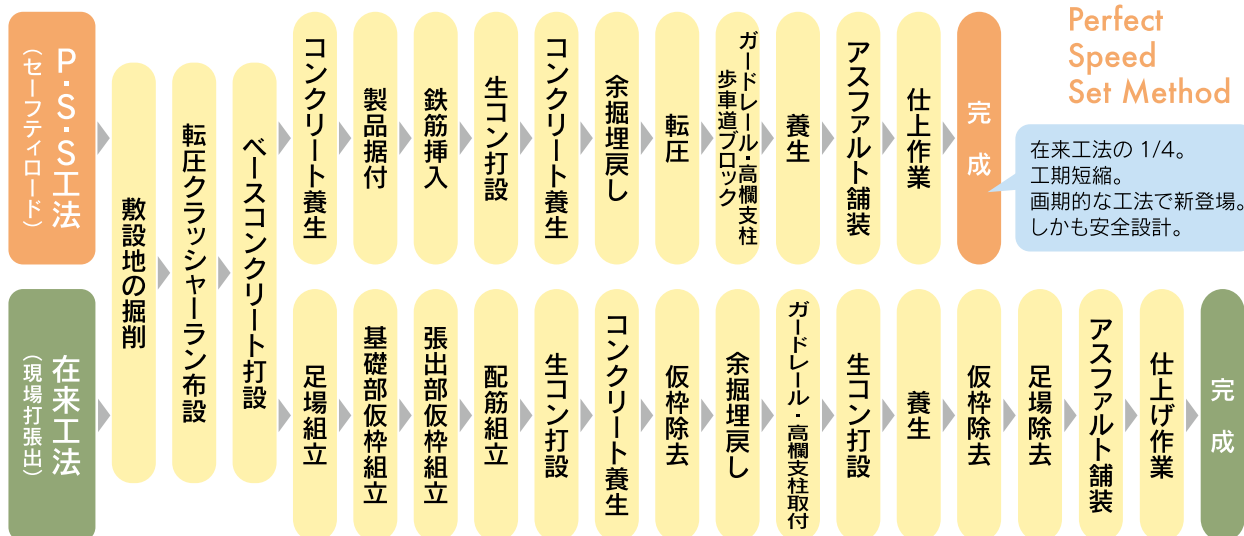 P・S・S工法
（セーフティロード）
敷設地の掘削
転圧クラッシャーラン布設
ベースコンクリート打設
コンクリート養生
製品据付
鉄筋挿入
生コン打設
コンクリート養生
余掘埋戻し
転圧
ガードレール・高欄支柱
歩車道ブロック
養生
アスファルト舗装
仕上作業
完成
Perfect
Speed
Set Method
在来工法の 1/4。
工期短縮。
画期的な工法で新登場。
しかも安全設計。
在来工法
（現場打張出）
足場組立
基礎部仮枠組立
張出部仮枠組立
配筋組立
生コン打設
コンクリート養生
仮枠除去
余掘埋戻し
ガードレール・高欄支柱取付
生コン打設
養生
仮枠除去
足場除去
アスファルト舗装
仕上げ作業
完成